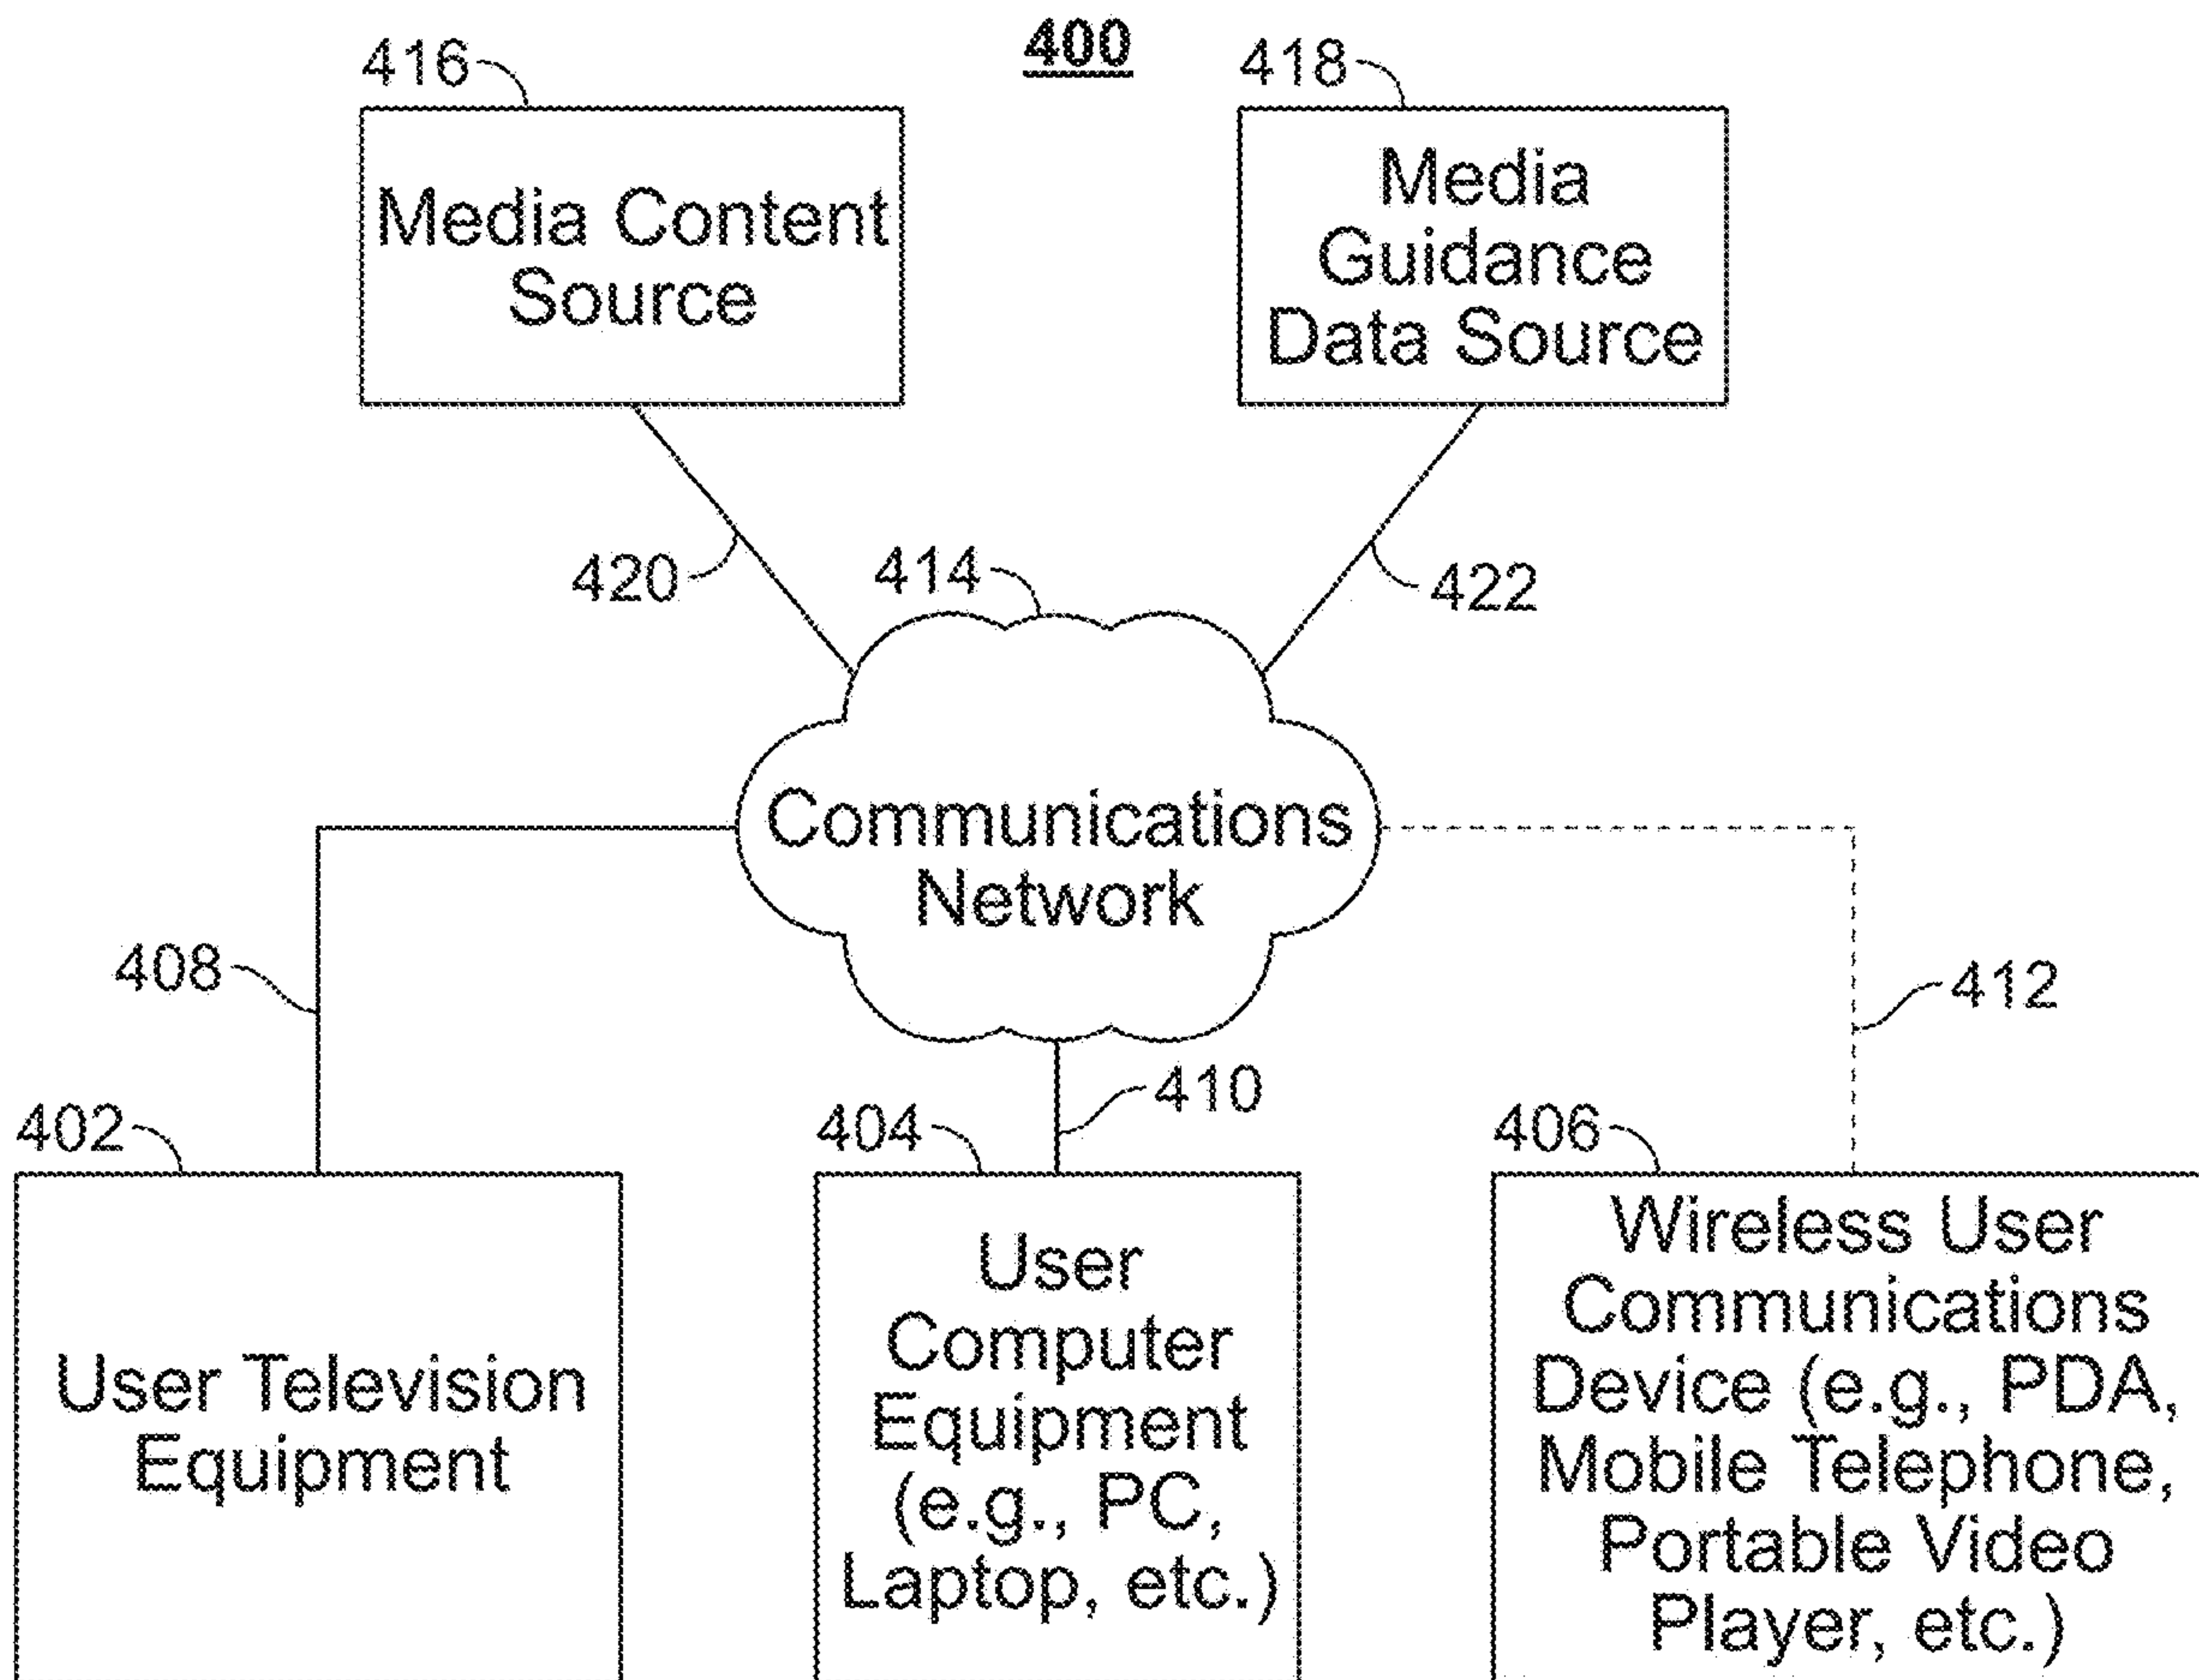 400
416
418
Media Content
Source
Media
Guidance
Data Source
420
414
422
Communications
Network
408
412
410
402
404
406
User Television
Equipment
User
Computer
Equipment
(e.g., PC,
Laptop, etc.)
Wireless User
Communications
Device (e.g., PDA,
Mobile Telephone,
Portable Video
Player, etc.)